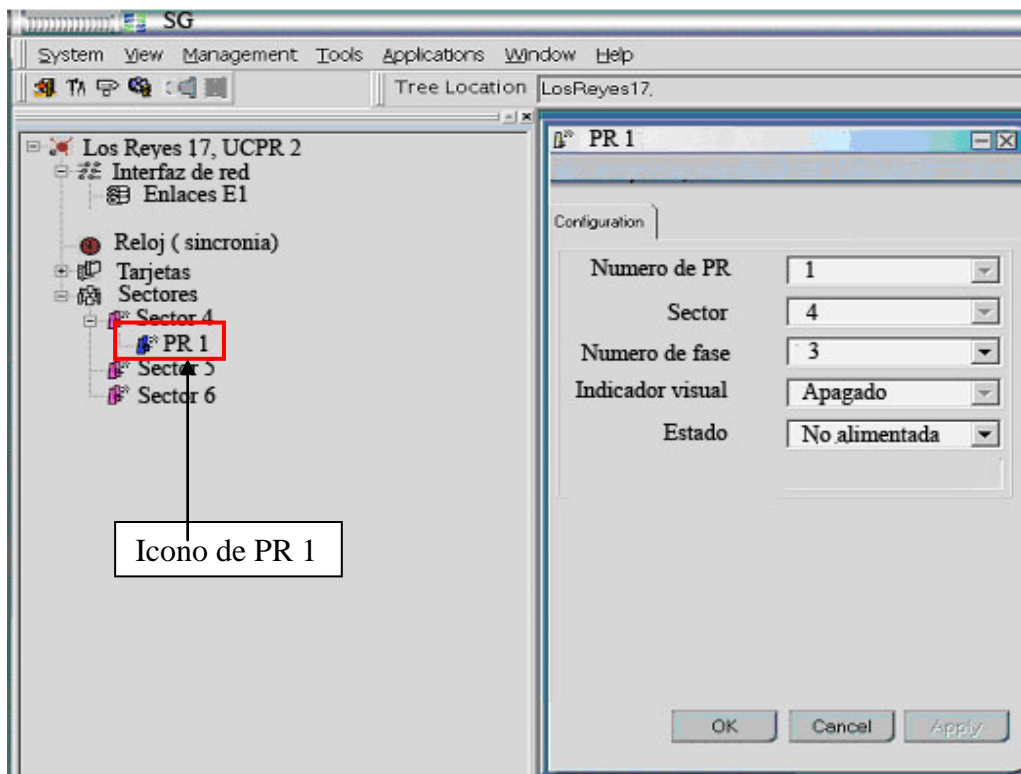 SG
System View Management Tools Applications Window Help
Tree Location LosReyes17,
Los Reyes 17, UCPR 2
Interfaz de red
Enlaces E1
Reloj ( sincronia)
Tarjetas
Sectores
Sector 4
PR 1
Sector 5
Sector 6
Icono de PR 1
PR 1
Configuration
Numero de PR 1
Sector 4
Numero de fase 3
Indicador visual Apagado
Estado No alimentada
OK Cancel Apply